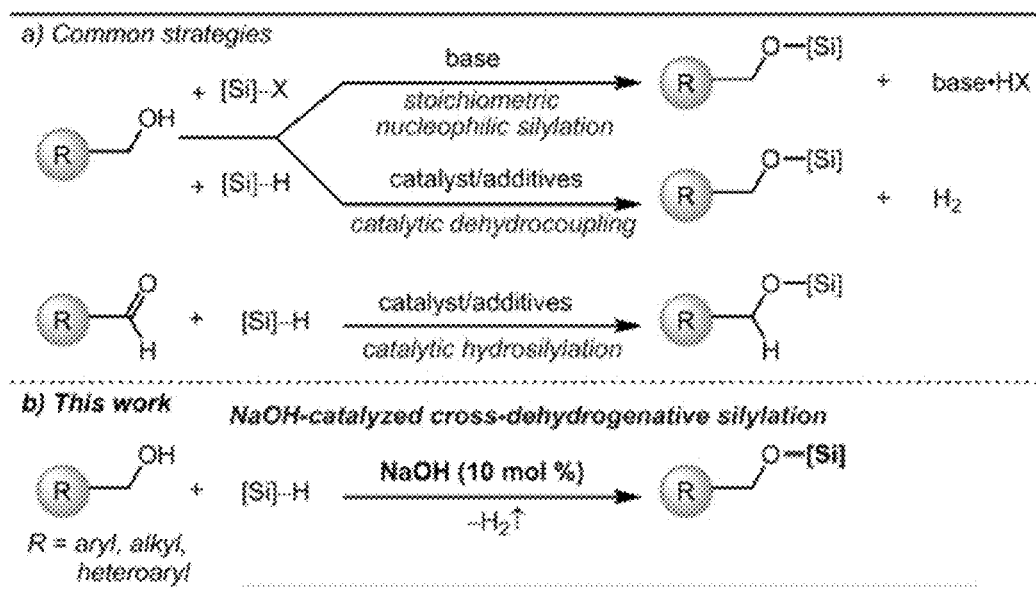 a) Common strategies
R OH + [Si]-X base O-[Si] + base•HX
stoichiometric nucleophilic silylation
+ [Si]-H catalyst/additives R O-[Si] + H₂
catalytic dehydrocoupling
R O H + [Si]-H catalyst/additives R O-[Si] H
catalytic hydrosilylation
b) This work NaOH-catalyzed cross-dehydrogenative silylation
R OH + [Si]-H NaOH (10 mol %) R O-[Si]
–H₂↑
R = aryl, alkyl,
heteroaryl